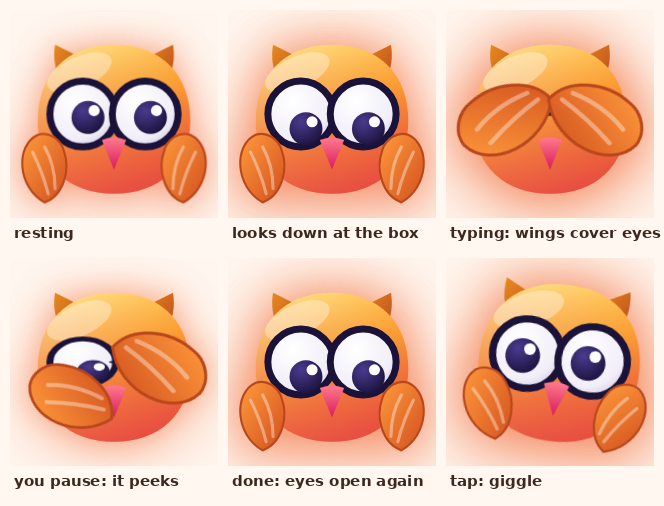 resting
looks down at the box
typing: wings cover eyes
you pause: it peeks
done: eyes open again
tap: giggle